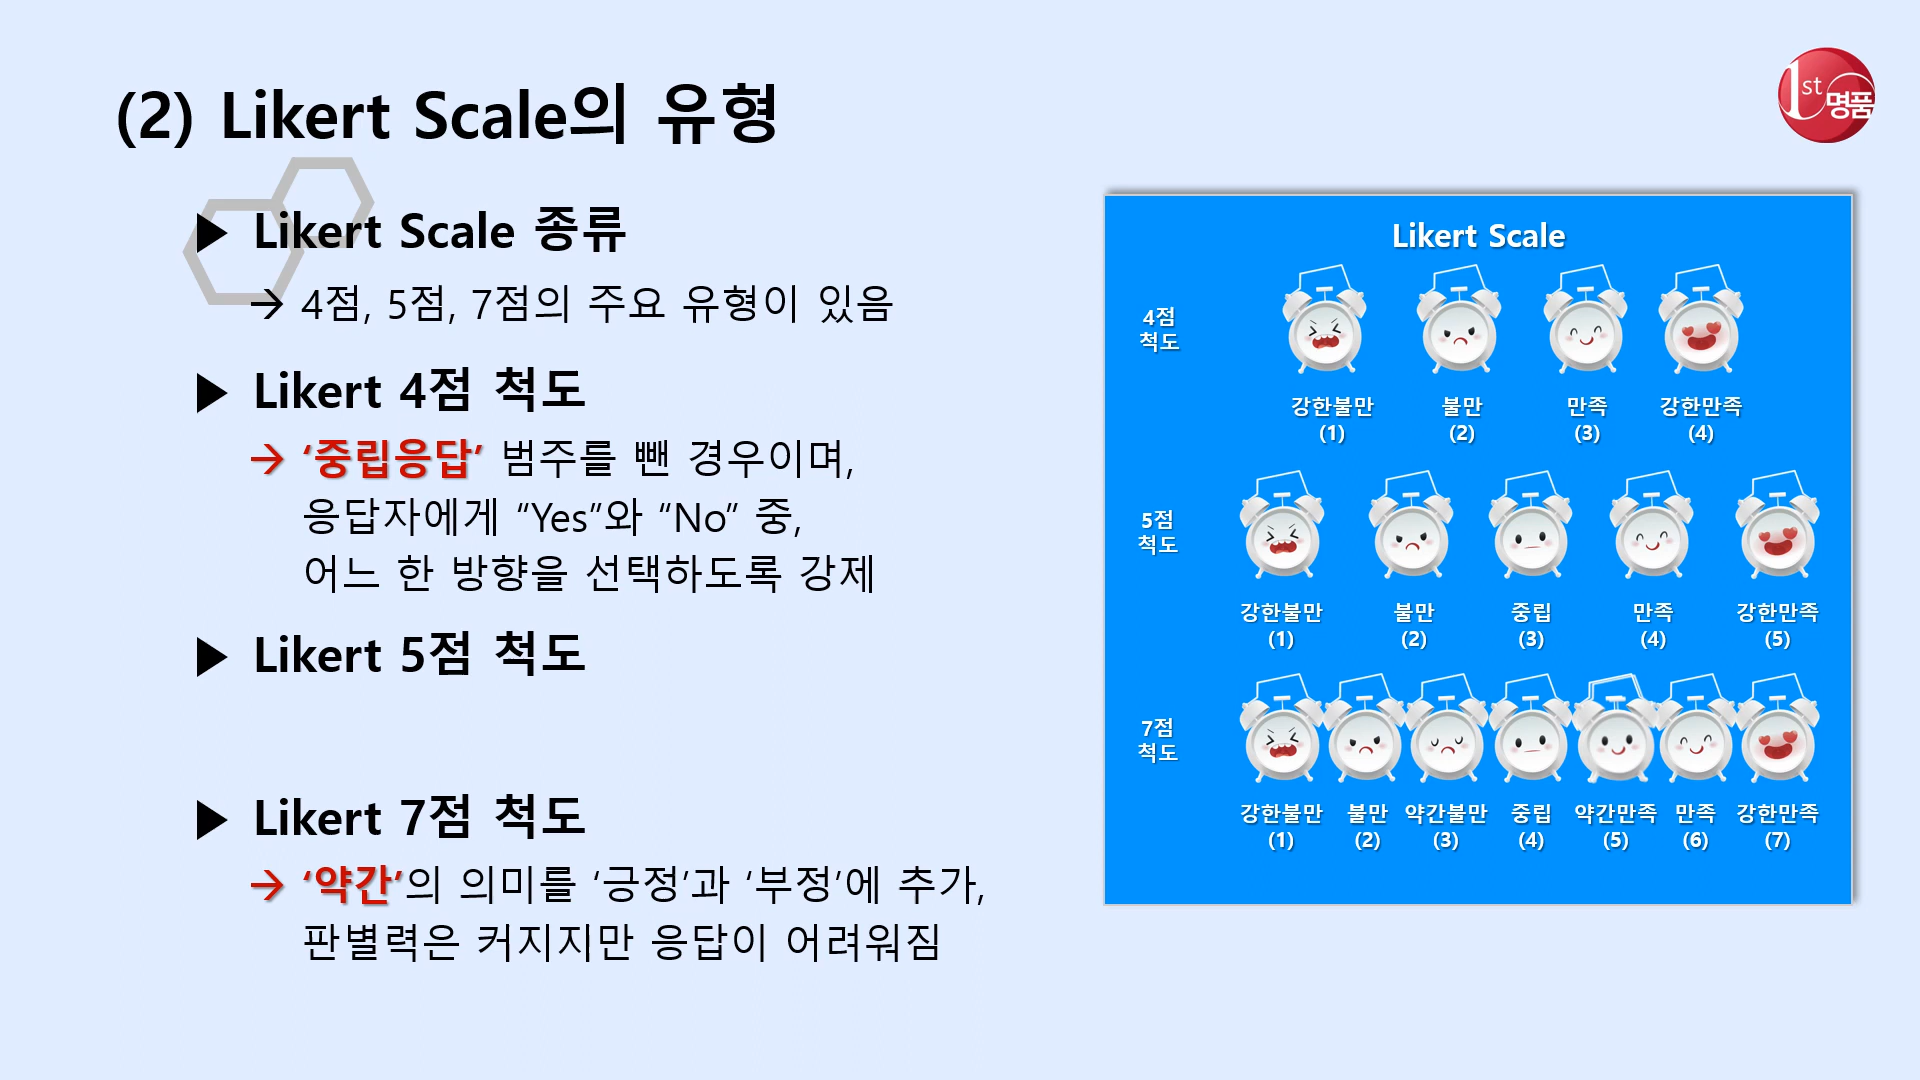 (2) Likert Scale의 유형
1st 명품
▶ Likert Scale 종류
→ 4점, 5점, 7점의 주요 유형이 있음
▶ Likert 4점 척도
→ ‘중립응답’ 범주를 뺀 경우이며,
응답자에게 “Yes”와 “No” 중,
어느 한 방향을 선택하도록 강제
▶ Likert 5점 척도
▶ Likert 7점 척도
→ ‘약간’의 의미를 ‘긍정’과 ‘부정’에 추가,
판별력은 커지지만 응답이 어려워짐
Likert Scale
4점
척도
강한불만 불만 만족 강한만족
(1) (2) (3) (4)
5점
척도
강한불만 불만 중립 만족 강한만족
(1) (2) (3) (4) (5)
7점
척도
강한불만 불만 약간불만 중립 약간만족 만족 강한만족
(1) (2) (3) (4) (5) (6) (7)